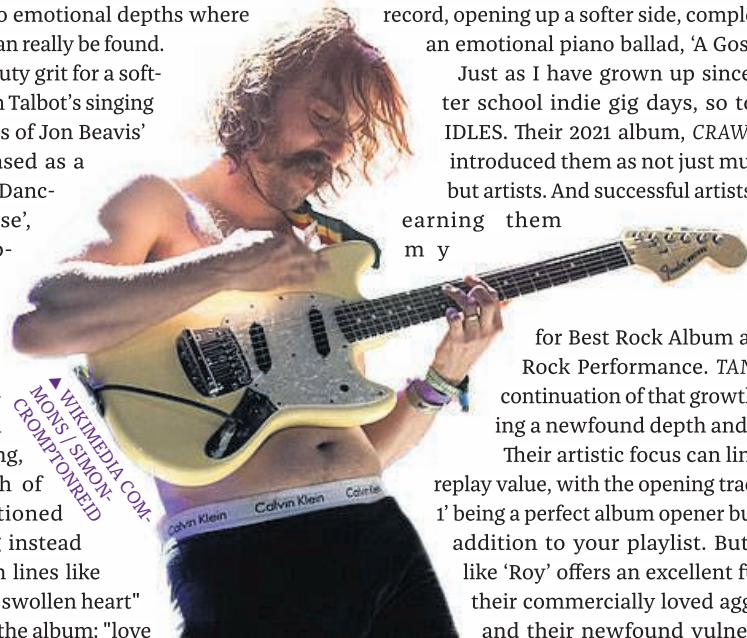 o emotional depths where
an really be found.
uty grit for a soft-
n Talbot's singing
s of Jon Beavis'
ased as a
Danc-
se',
o-
ng,
h of
tioned
g instead
n lines like
swollen heart"
the album: "love
▲ WIKIMEDIA COM-
MONS / SIMON-
CROMPTONREID
record, opening up a softer side, compl
an emotional piano ballad, ‘A Gos
Just as I have grown up since
ter school indie gig days, so to
IDLES. Their 2021 album, CRAW
introduced them as not just mu
but artists. And successful artists
earning them
m y
for Best Rock Album a
Rock Performance. TAN
continuation of that growth
ing a newfound depth and
Their artistic focus can lin
replay value, with the opening trac
1’ being a perfect album opener bu
addition to your playlist. But
like ‘Roy’ offers an excellent f
their commercially loved agg
and their newfound vulne
Fender
Calvin Klein
Calvin Klein
Calvin Klein